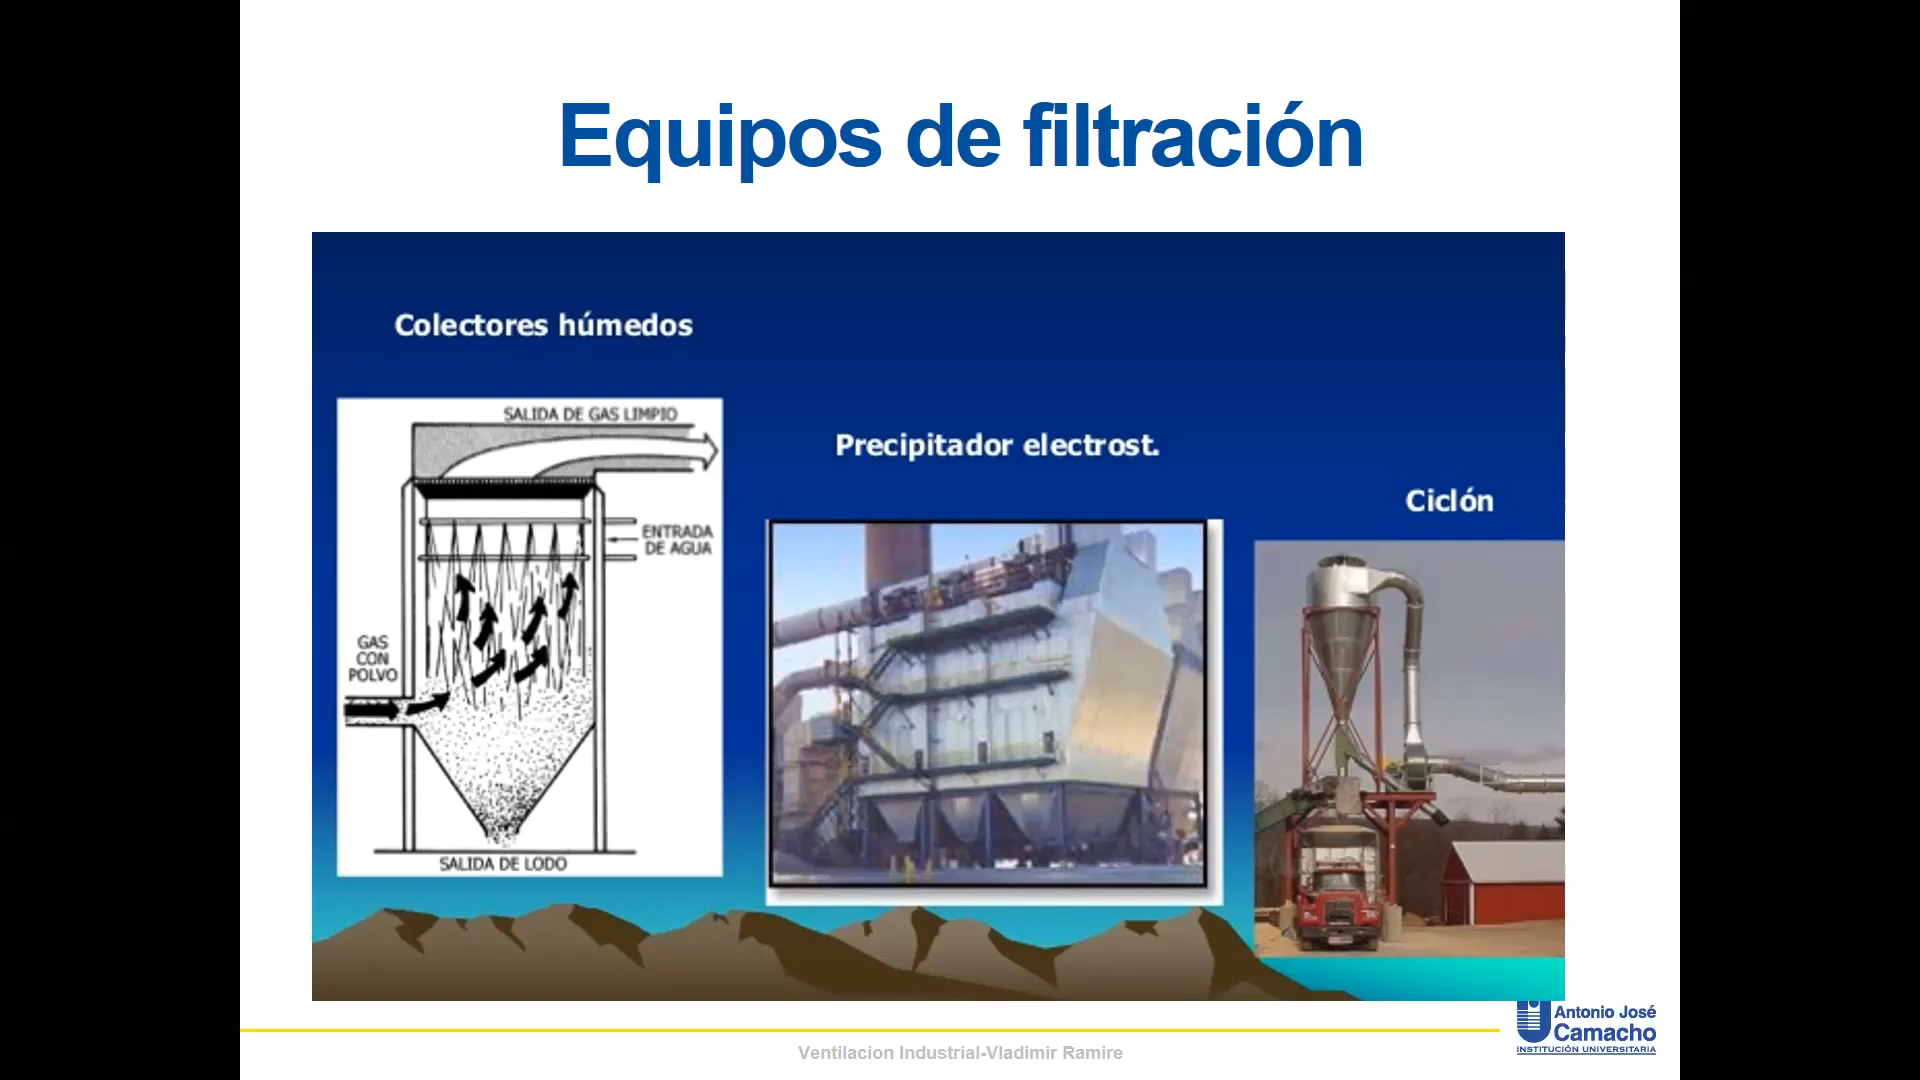 Equipos de filtración
Colectores húmedos
SALIDA DE GAS LIMPIO
ENTRADA
DE AGUA
GAS
CON
POLVO
SALIDA DE LODO
Precipitador electrost.
Ciclón
Antonio José
Camacho
INSTITUCIÓN UNIVERSITARIA
Ventilacion Industrial-Vladimir Ramire